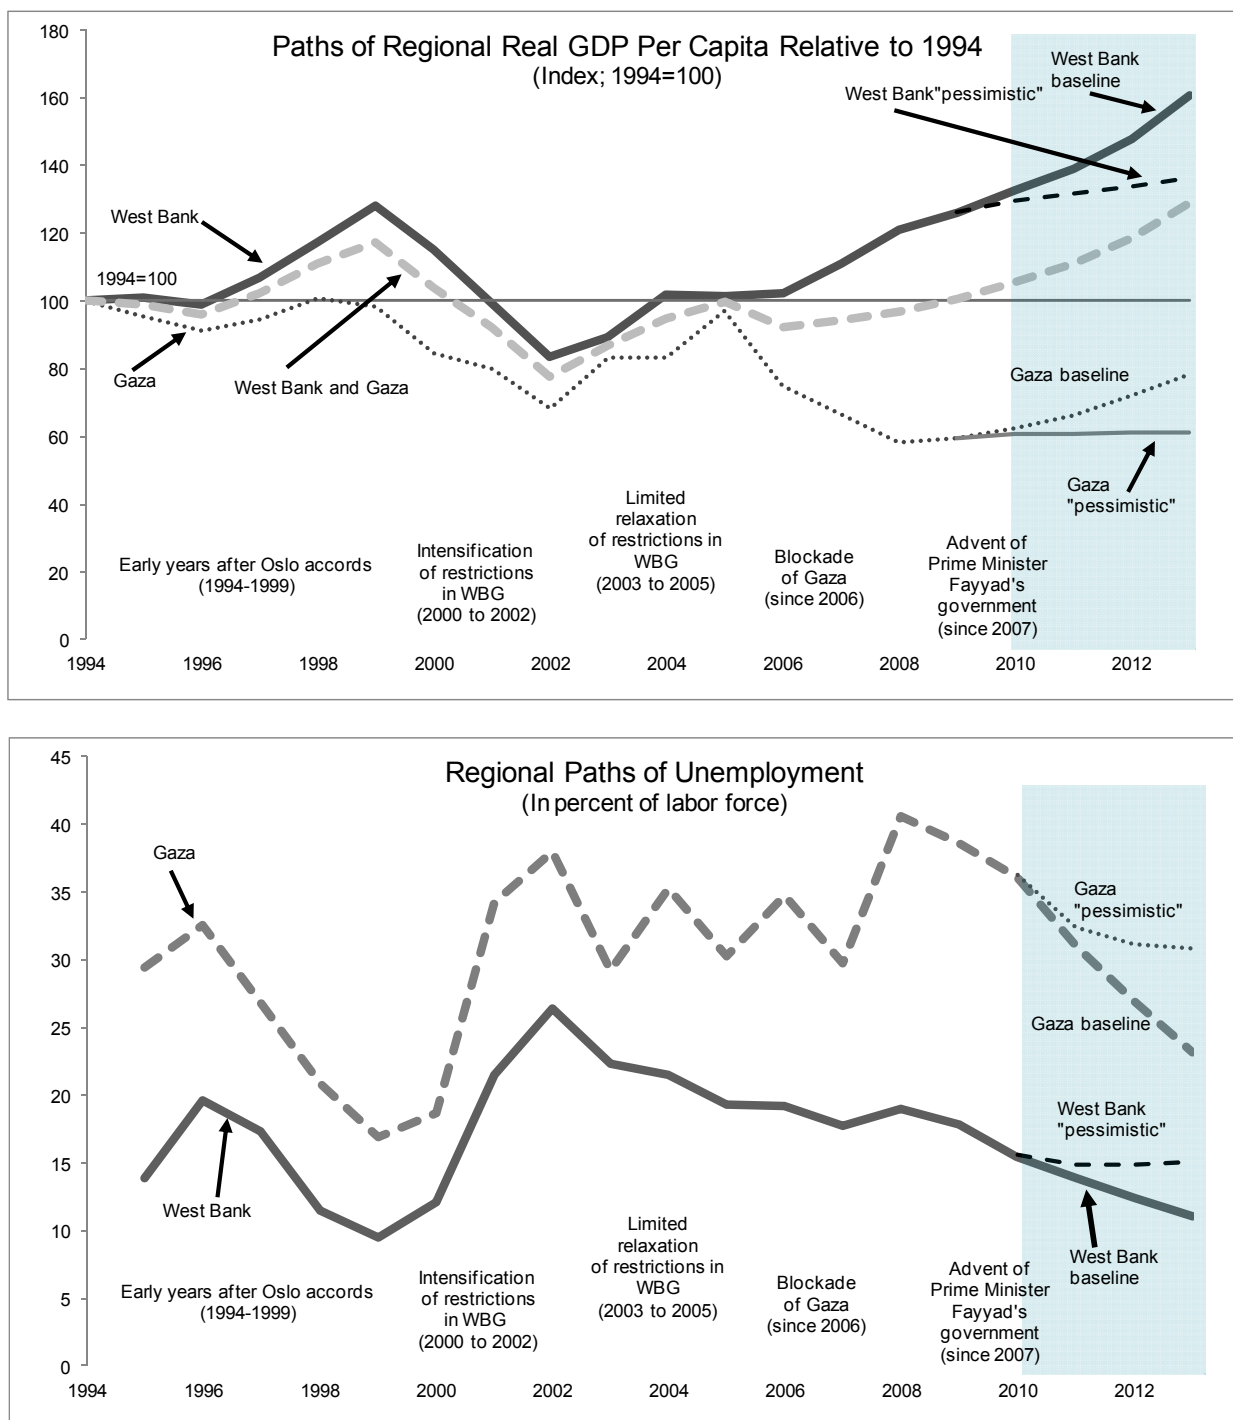 Paths of Regional Real GDP Per Capita Relative to 1994
(Index; 1994=100)
180
160
140
120
100
80
60
40
20
0
West Bank
baseline
West Bank"pessimistic"
West Bank
1994=100
Gaza
West Bank and Gaza
Gaza baseline
Gaza
"pessimistic"
Early years after Oslo accords
(1994-1999)
Intensification
of restrictions
in WBG
(2000 to 2002)
Limited
relaxation
of restrictions in
WBG
(2003 to 2005)
Blockade
of Gaza
(since 2006)
Advent of
Prime Minister
Fayyad's
government
(since 2007)
1994 1996 1998 2000 2002 2004 2006 2008 2010 2012
Regional Paths of Unemployment
(In percent of labor force)
45
40
35
30
25
20
15
10
5
0
Gaza
Gaza
"pessimistic"
Gaza baseline
West Bank
"pessimistic"
West Bank
West Bank
baseline
Early years after Oslo accords
(1994-1999)
Intensification
of restrictions
in WBG
(2000 to 2002)
Limited
relaxation
of restrictions in
WBG
(2003 to 2005)
Blockade
of Gaza
(since 2006)
Advent of
Prime Minister
Fayyad's
government
(since 2007)
1994 1996 1998 2000 2002 2004 2006 2008 2010 2012